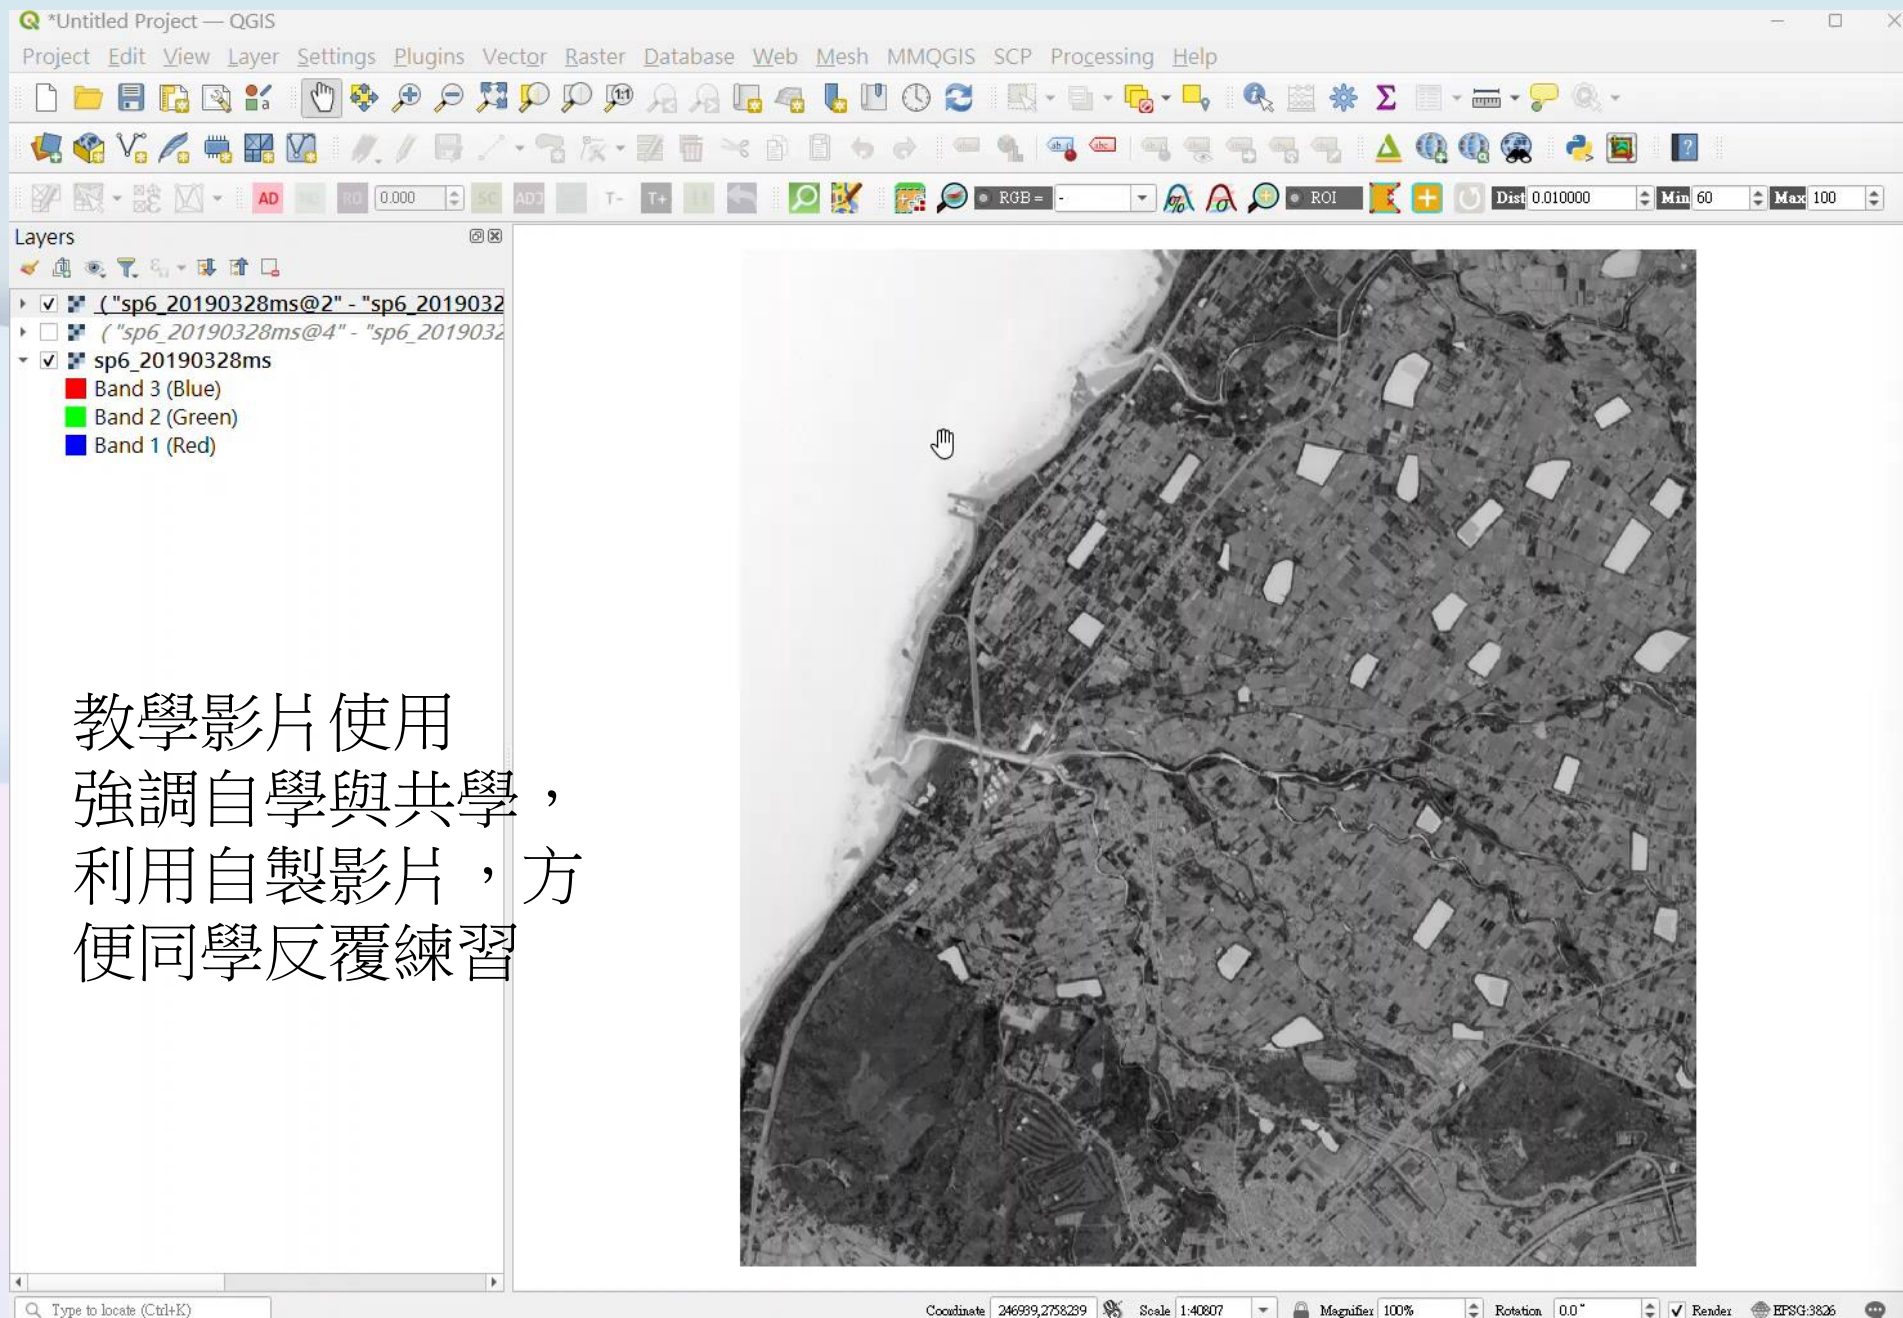 *Untitled Project — QGIS
Project Edit View Layer Settings Plugins Vector Raster Database Web Mesh MMQGIS SCP Processing Help
AD RO 0.000 SC ADJ T- T+ RGB = - ROI Dist 0.010000 Min 60 Max 100
Layers
("sp6_20190328ms@2" - "sp6_2019032
("sp6_20190328ms@4" - "sp6_2019032
sp6_20190328ms
Band 3 (Blue)
Band 2 (Green)
Band 1 (Red)
教學影片使用
強調自學與共學，
利用自製影片，方
便同學反覆練習
Type to locate (Ctrl+K) Coordinate 246939,2758239 Scale 1:40807 Magnifier 100% Rotation 0.0° Render EPSG:3826